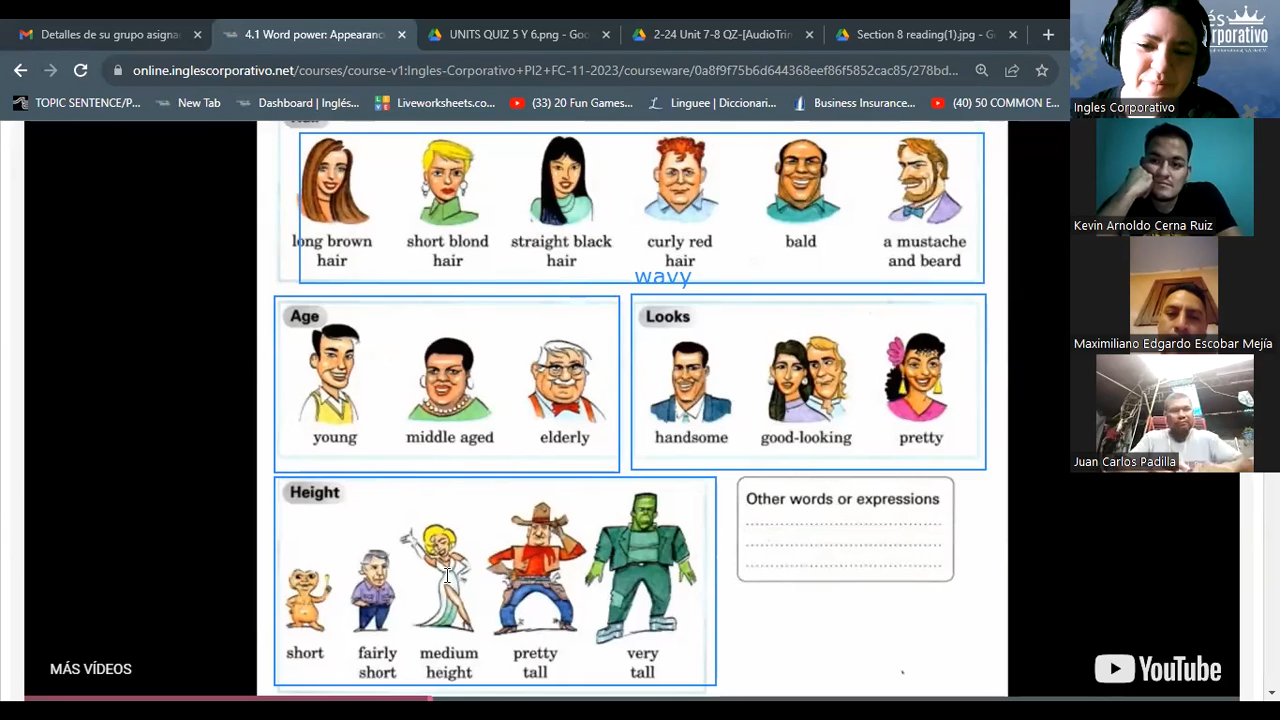 Detalles de su grupo asigna
4.1 Word power: Appearanc
UNITS QUIZ 5 Y 6.png - Goo
2-24 Unit 7-8 QZ-[AudioTrin
Section 8 reading(1).jpg - G
online.inglescorporativo.net/courses/course-v1:Ingles-Corporativo+PI2+FC-11-2023/courseware/0a8f9f75b6d644368eef86f5852cac85/278bd...
TOPIC SENTENCE/P...
New Tab
Dashboard | Inglés...
Liveworksheets.co...
(33) 20 Fun Games...
Linguee | Diccionari...
Business Insurance...
(40) 50 COMMON E...
long brown
hair
short blond
hair
straight black
hair
curly red
hair
bald
a mustache
and beard
wavy
Age
young
middle aged
elderly
Looks
handsome
good-looking
pretty
Height
short
fairly
short
medium
height
pretty
tall
very
tall
Other words or expressions
MÁS VÍDEOS
YouTube
Ingles Corporativo
Kevin Arnoldo Cerna Ruiz
Maximiliano Edgardo Escobar Mejía
Juan Carlos Padilla